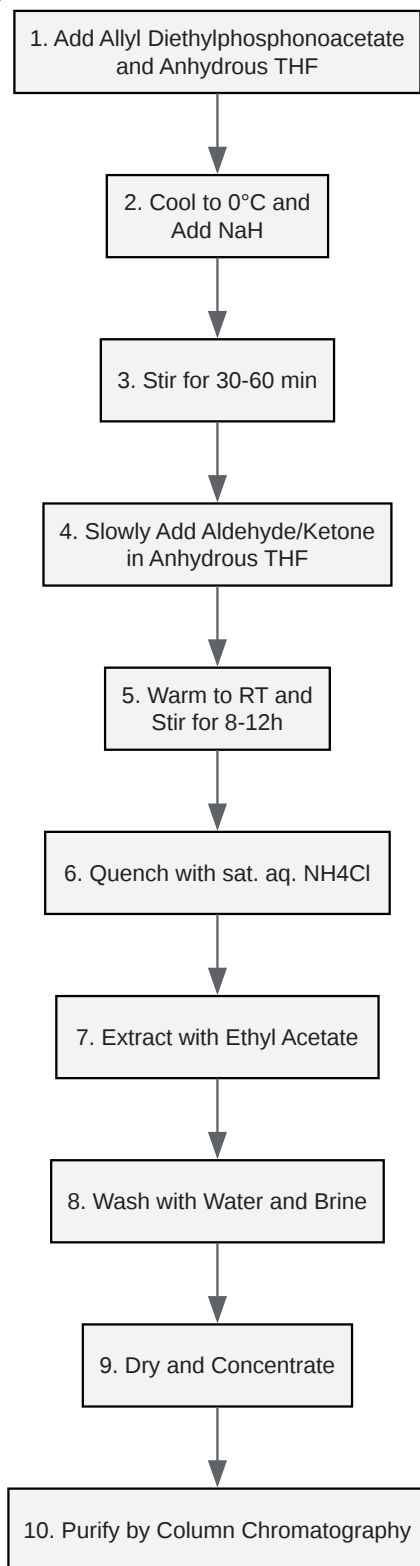 1. Add Allyl Diethylphosphonoacetate
and Anhydrous THF
2. Cool to 0°C and
Add NaH
3. Stir for 30-60 min
4. Slowly Add Aldehyde/Ketone
in Anhydrous THF
5. Warm to RT and
Stir for 8-12h
6. Quench with sat. aq. NH4Cl
7. Extract with Ethyl Acetate
8. Wash with Water and Brine
9. Dry and Concentrate
10. Purify by Column Chromatography